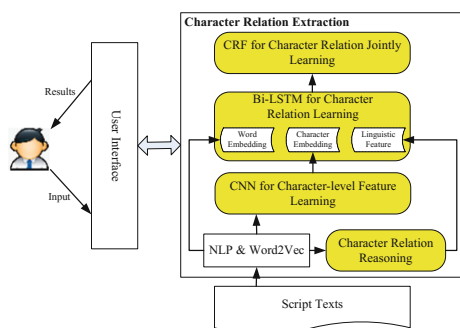 Character Relation Extraction
CRF for Character Relation Jointly
Learning
Bi-LSTM for Character
Relation Learning
Word
Embedding
Character
Embedding
Linguistic
Feature
CNN for Character-level Feature
Learning
NLP & Word2Vec
Character Relation
Reasoning
Script Texts
User Interface
Results
Input